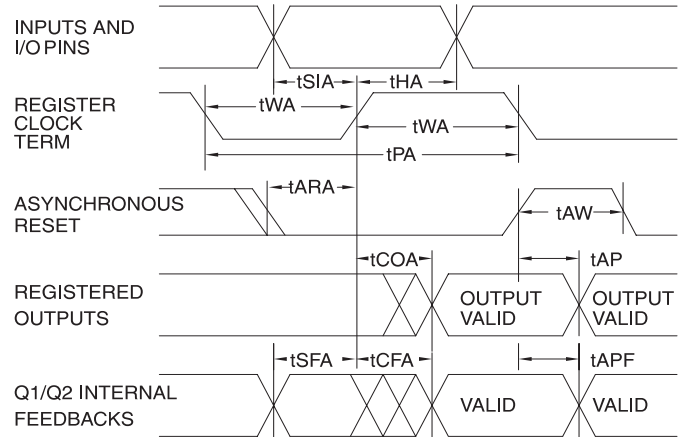 INPUTS AND
I/O PINS
tSIA
tHA
REGISTER
CLOCK
TERM
tWA
tWA
tPA
ASYNCHRONOUS
RESET
tARA
tAW
REGISTERED
OUTPUTS
tCOA
tAP
OUTPUT
VALID
OUTPUT
VALID
Q1/Q2 INTERNAL
FEEDBACKS
tSFA
tCFA
tAPF
VALID
VALID